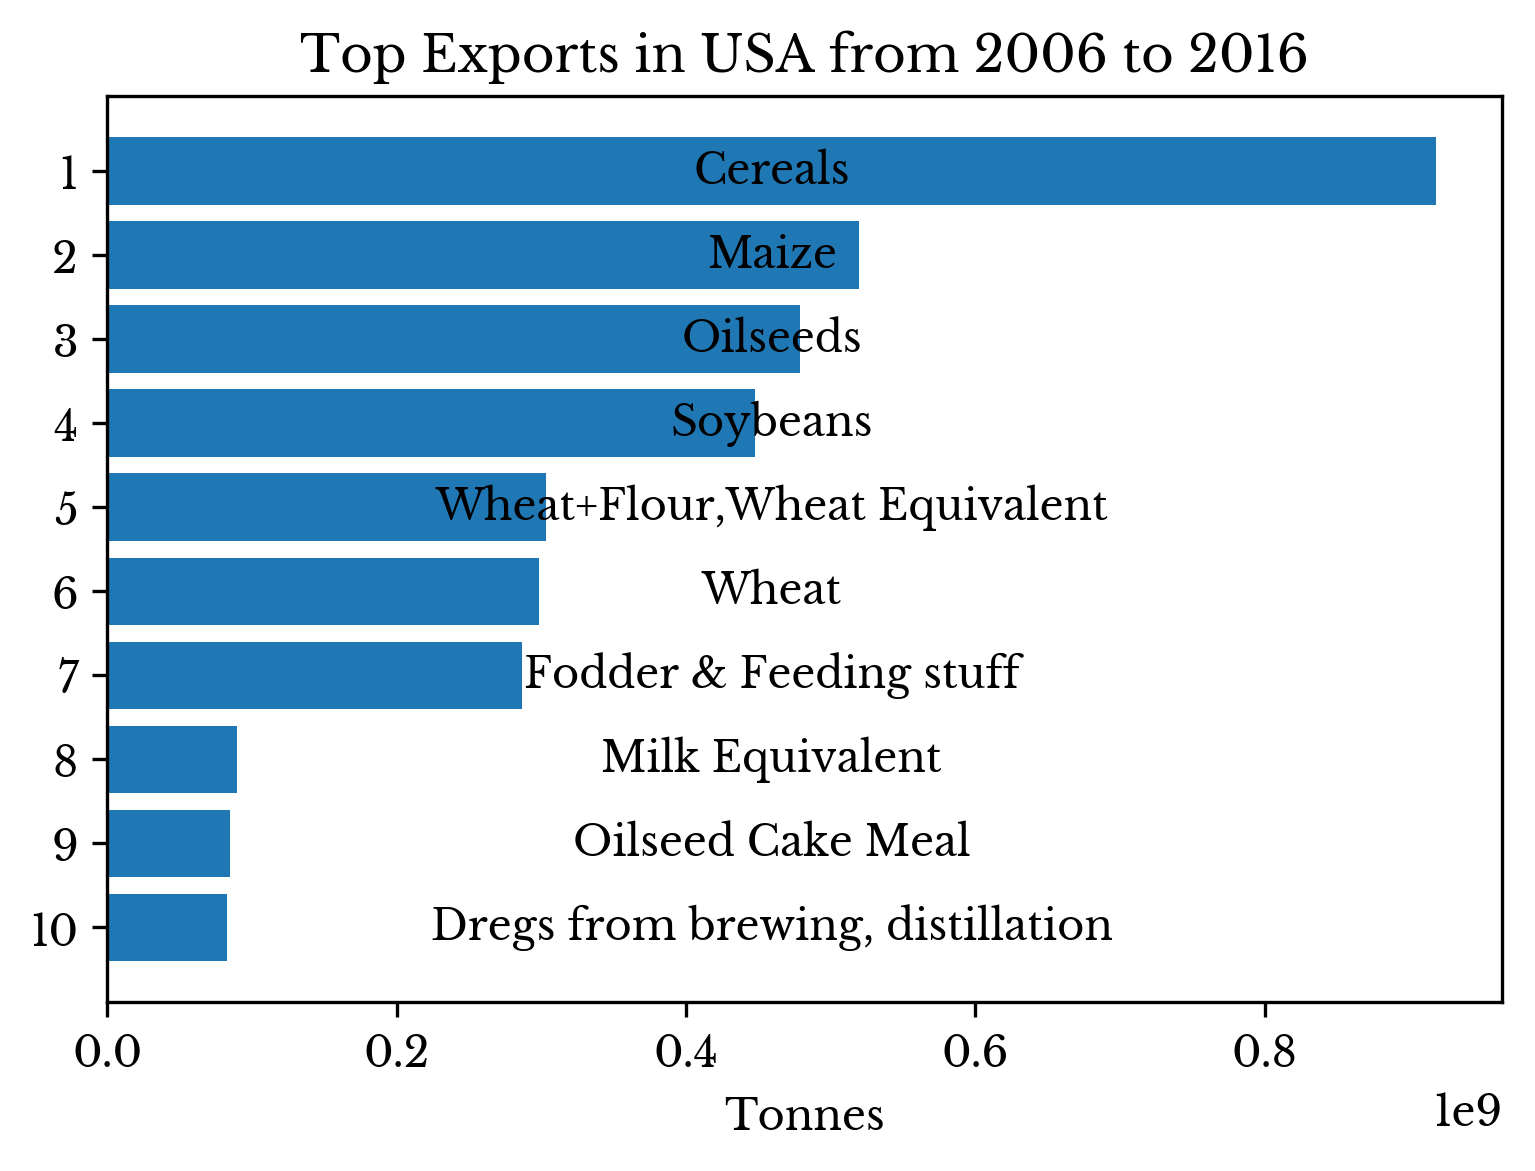 Top Exports in USA from 2006 to 2016
1 Cereals
2 Maize
3 Oilseeds
4 Soybeans
5 Wheat+Flour,Wheat Equivalent
6 Wheat
7 Fodder & Feeding stuff
8 Milk Equivalent
9 Oilseed Cake Meal
10 Dregs from brewing, distillation
0.0 0.2 0.4 0.6 0.8
Tonnes 1e9